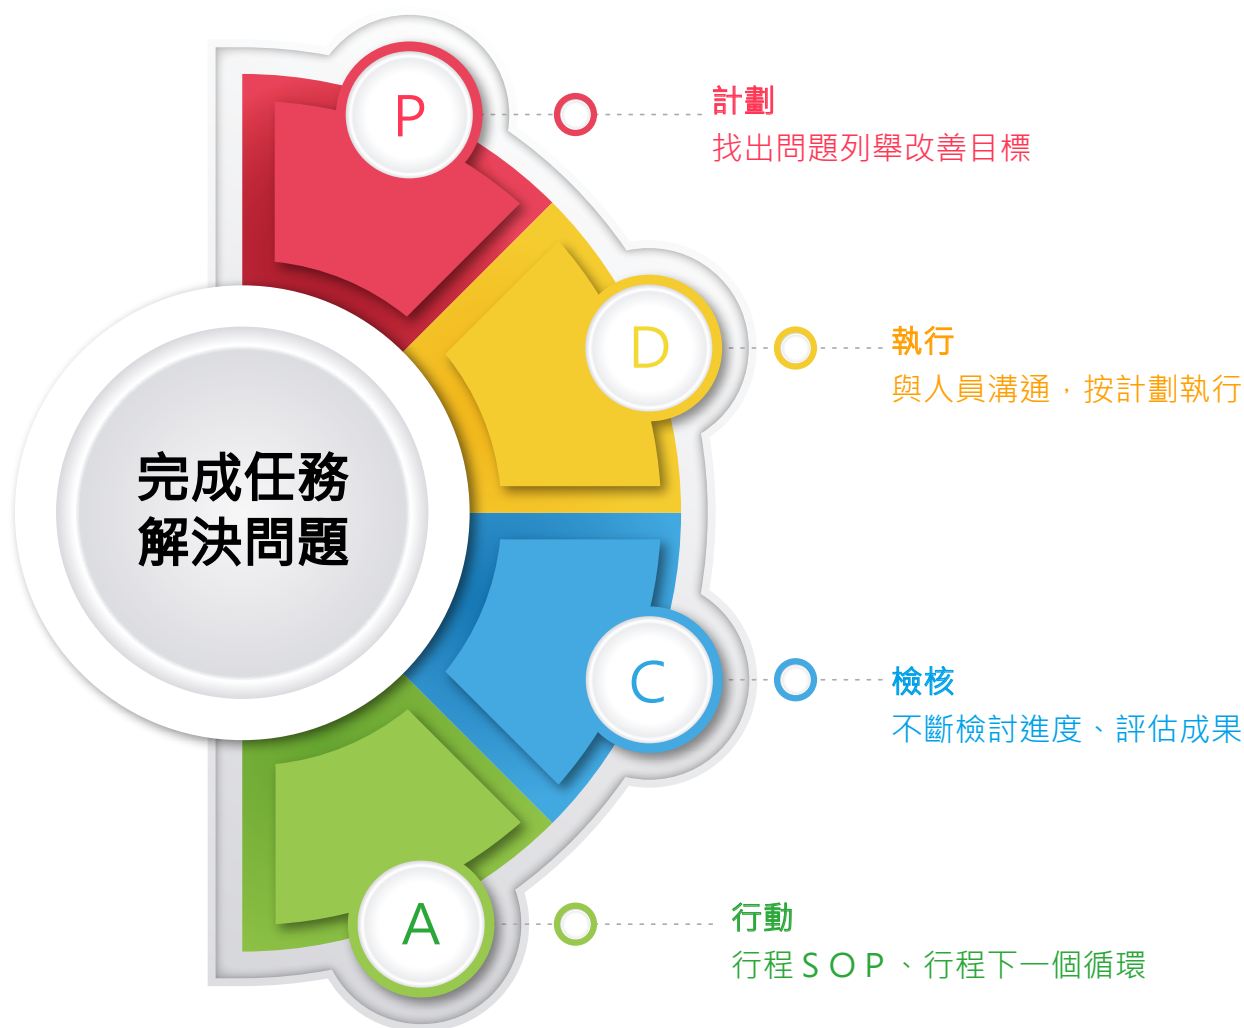 P
計劃
找出問題列舉改善目標
D
執行
與人員溝通，按計劃執行
完成任務
解決問題
C
檢核
不斷檢討進度、評估成果
A
行動
行程SOP、行程下一個循環